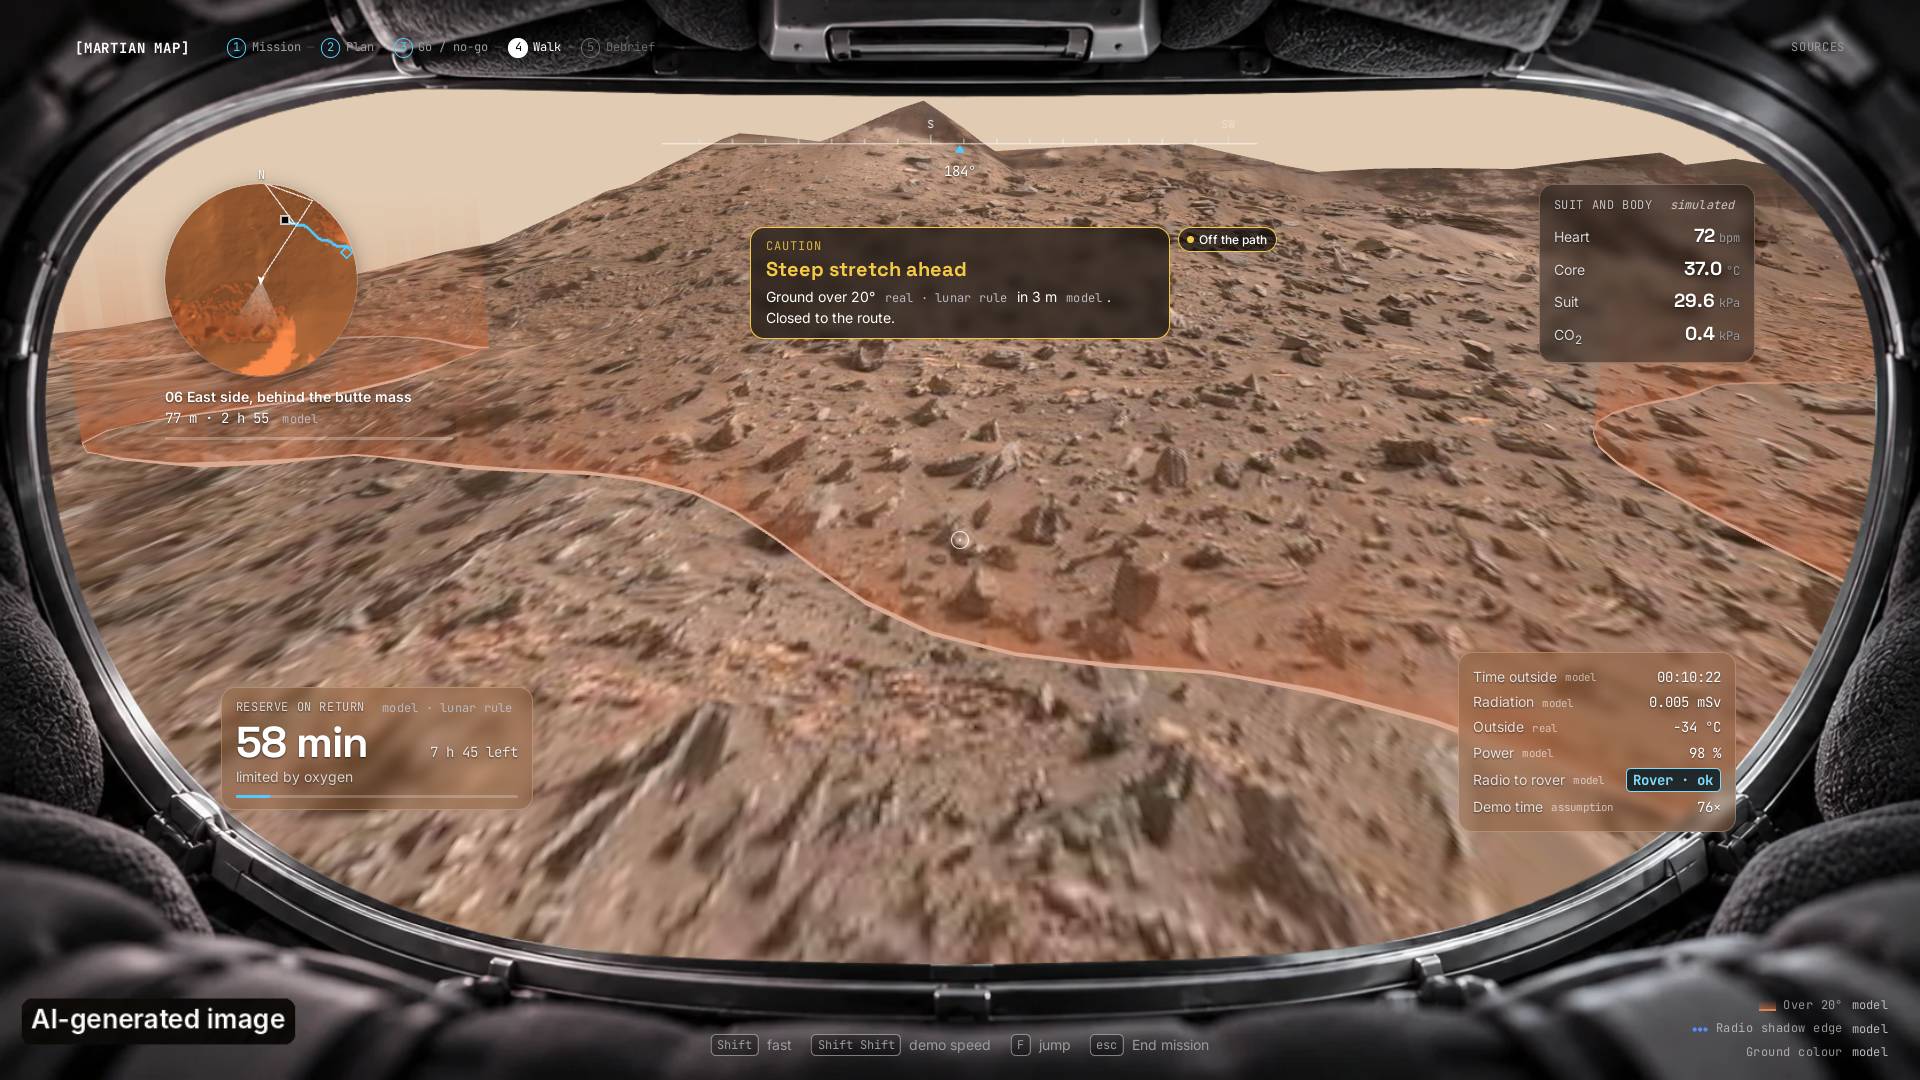 [MARTIAN MAP]
1 Mission
2 Plan
3 Go / no-go
4 Walk
5 Debrief
SOURCES
S
SW
184°
N
06 East side, behind the butte mass
77 m · 2 h 55 model
CAUTION
Steep stretch ahead
Ground over 20° real · lunar rule in 3 m model.
Closed to the route.
Off the path
SUIT AND BODY simulated
Heart 72 bpm
Core 37.0 °C
Suit 29.6 kPa
CO2 0.4 kPa
RESERVE ON RETURN model · lunar rule
58 min 7 h 45 left
limited by oxygen
Time outside model 00:10:22
Radiation model 0.005 mSv
Outside real -34 °C
Power model 98 %
Radio to rover model Rover · ok
Demo time assumption 76×
AI-generated image
Shift fast Shift Shift demo speed F jump esc End mission
Over 20° model
Radio shadow edge model
Ground colour model